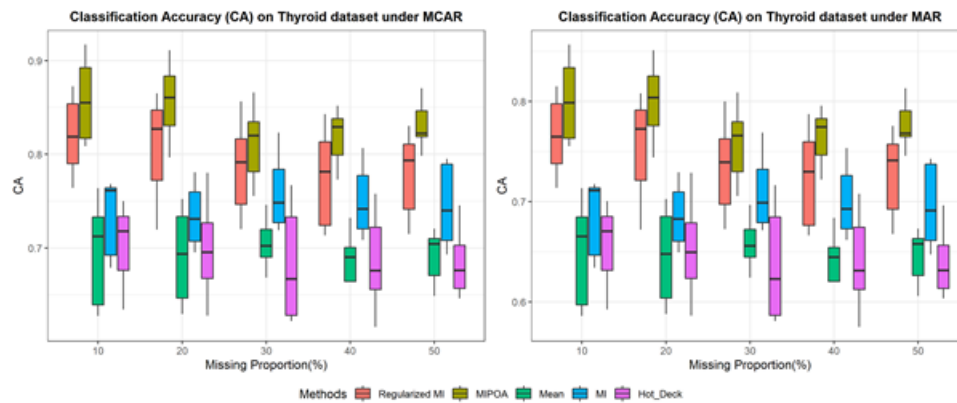 Classification Accuracy (CA) on Thyroid dataset under MCAR
0.9
0.8
0.7
CA
10 20 30 40 50
Missing Proportion(%)
Classification Accuracy (CA) on Thyroid dataset under MAR
0.8
0.7
0.6
CA
10 20 30 40 50
Missing Proportion(%)
Methods Regularized MI MIPOA Mean MI Hot_Deck